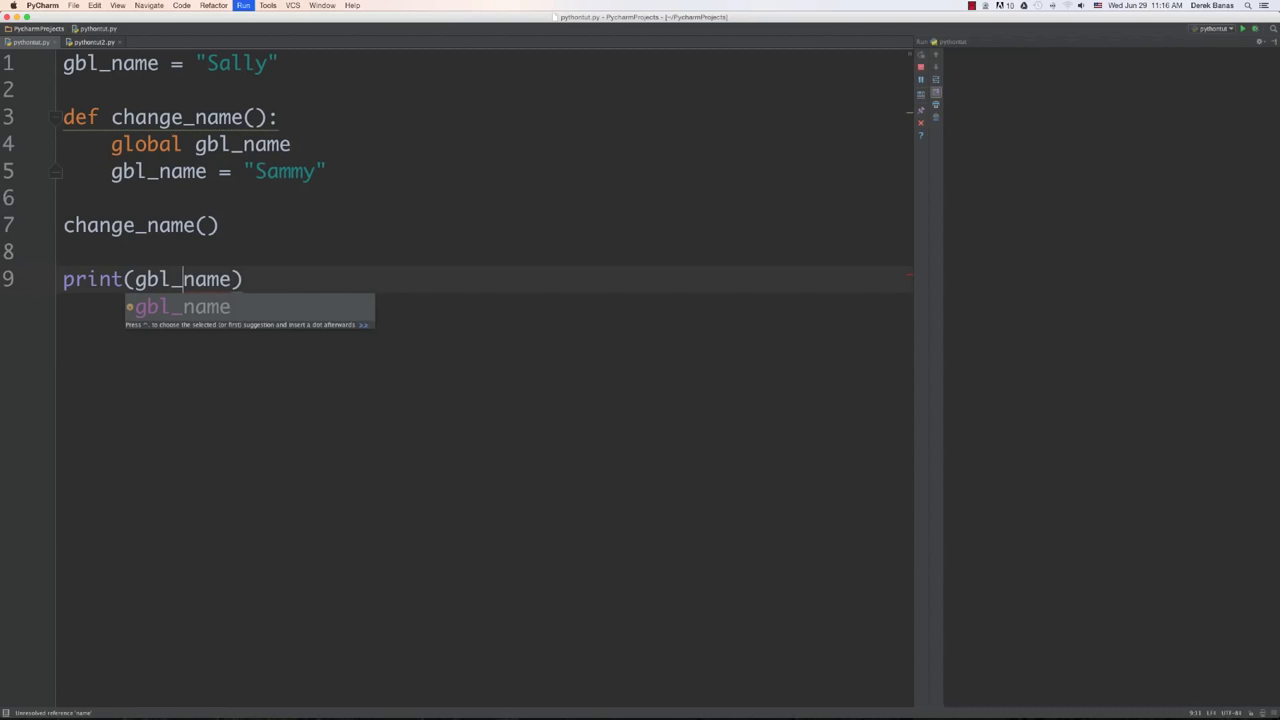 PyCharm File Edit View Navigate Code Refactor Run Tools VCS Window Help 10 Wed Jun 29 11:16 AM Derek Banas
pythontut.py - PycharmProjects - [~/PycharmProjects]
PycharmProjects pythontut.py pythontut
pythontut.py pythontut2.py Run pythontut
1 gbl_name = "Sally"
2
3 def change_name():
4 global gbl_name
5 gbl_name = "Sammy"
6
7 change_name()
8
9 print(gbl_name)
gbl_name
Press ^. to choose the selected (or first) suggestion and insert a dot afterwards >>
Unresolved reference 'name' 9:11 LF≑ UTF-8≑